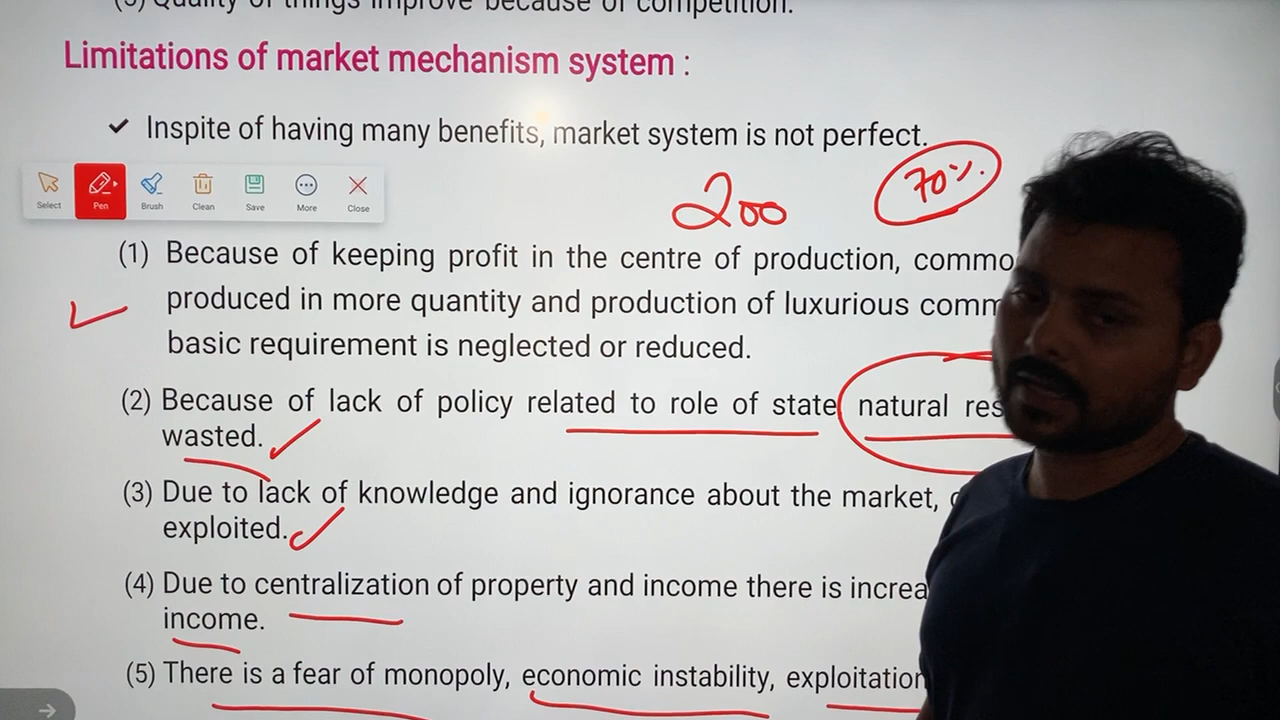 (5) Quality of things improve because of competition.
Limitations of market mechanism system :
✓ Inspite of having many benefits, market system is not perfect.
70%.
200
Select Pen Brush Clean Save More Close
(1) Because of keeping profit in the centre of production,
produced in more quantity and production of luxurious
basic requirement is neglected or reduced.
(2) Because of lack of policy related to role of state natural
wasted.
(3) Due to lack of knowledge and ignorance about the market,
exploited.
(4) Due to centralization of property and income there is
income.
(5) There is a fear of monopoly, economic instability, exploitation